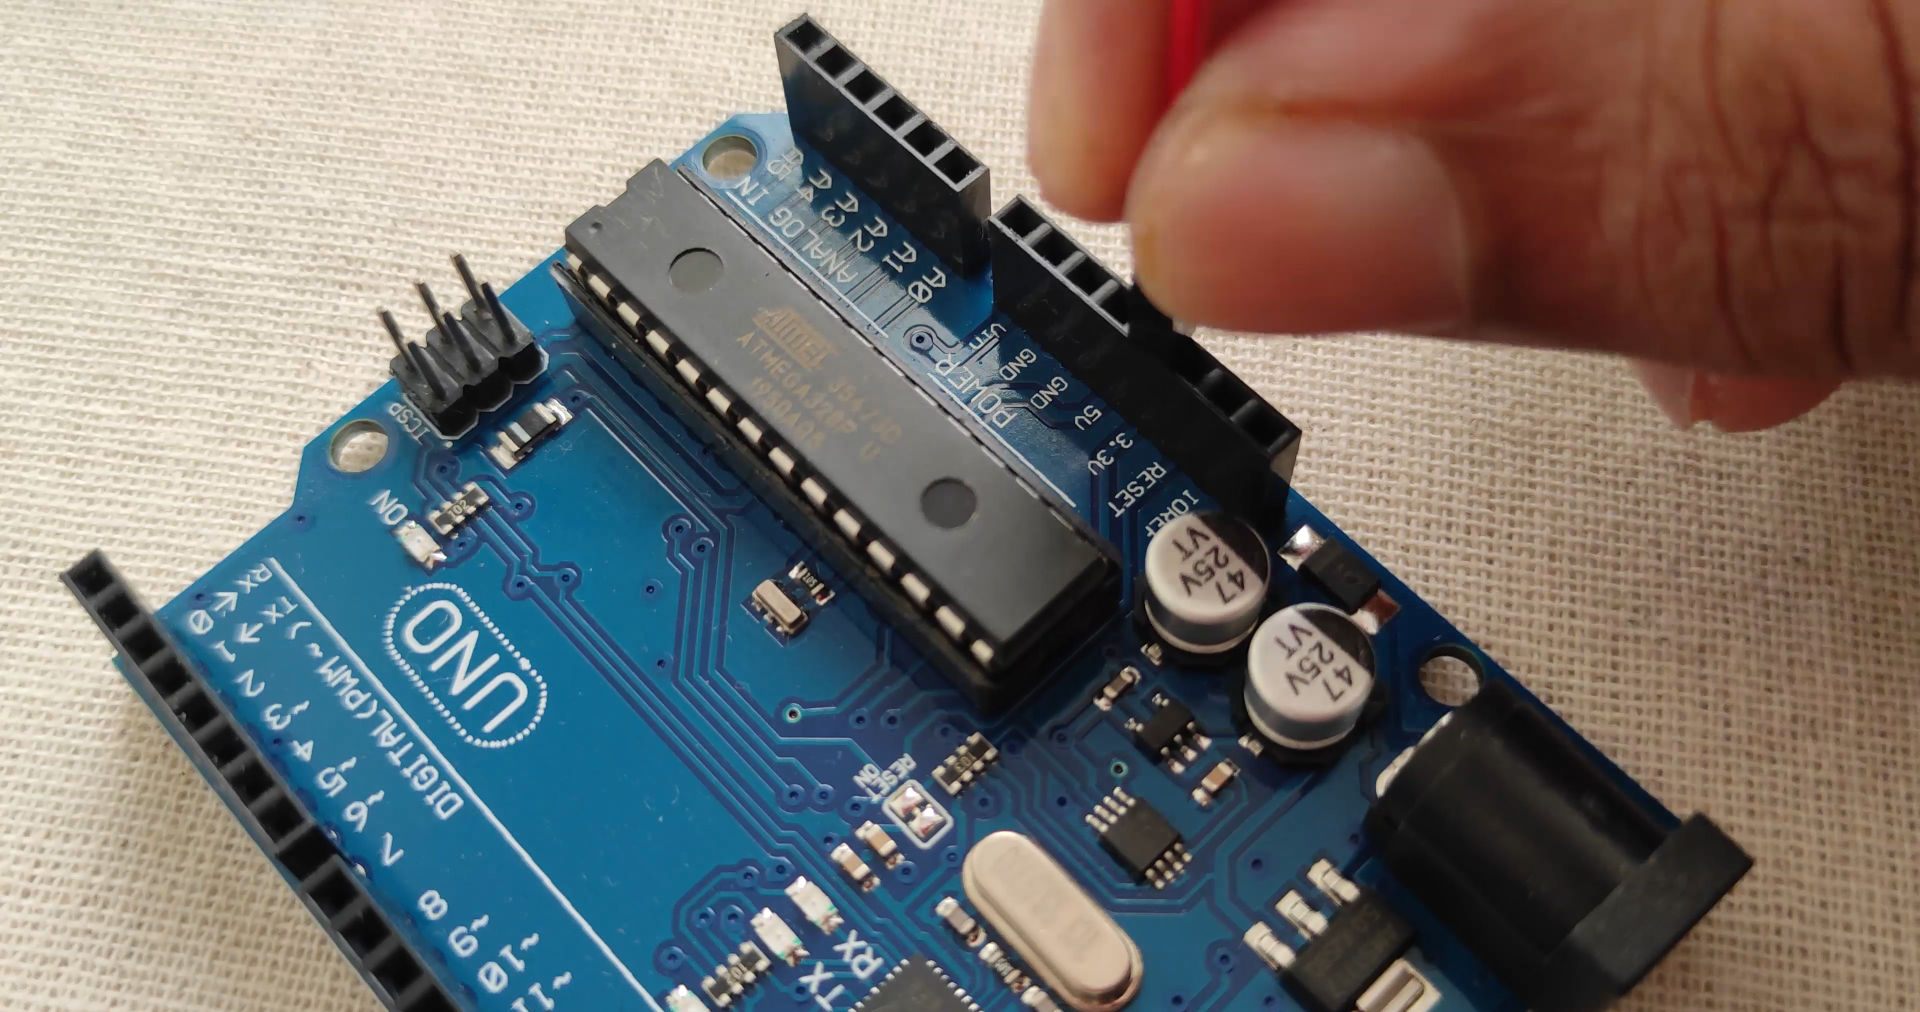 ANALOG IN
A5
A4
A3
A2
A1
A0
POWER
Vin
GND
GND
5V
3.3V
RESET
IOREF
ATMEL
ATMEGA328P
U
ICSP
ON
102
UNO
RX←0
TX→1
2
~3
4
~5
~6
7
8
~9
~10
~11
DIGITAL(PWM~)
RESET
47
25V
VT
47
25V
VT
TX
RX